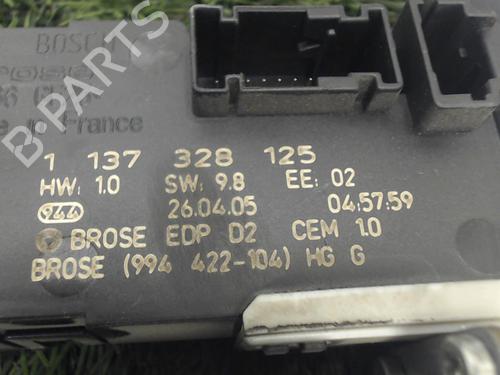 BOSCH
B-PARTS
France
1 137 328 125
HW: 1.0 SW: 9.8 EE: 02
944 26.04.05 04:57:59
BROSE EDP D2 CEM 1.0
BROSE (994 422-104) HG G